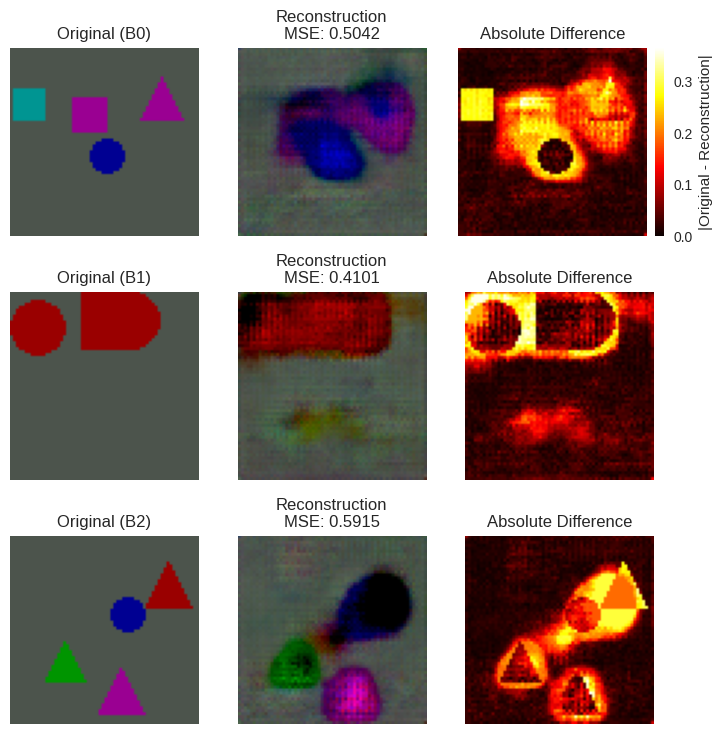 Original (B0)
Reconstruction
MSE: 0.5042
Absolute Difference
0.3
0.2
0.1
0.0
|Original - Reconstruction|
Original (B1)
Reconstruction
MSE: 0.4101
Absolute Difference
Original (B2)
Reconstruction
MSE: 0.5915
Absolute Difference